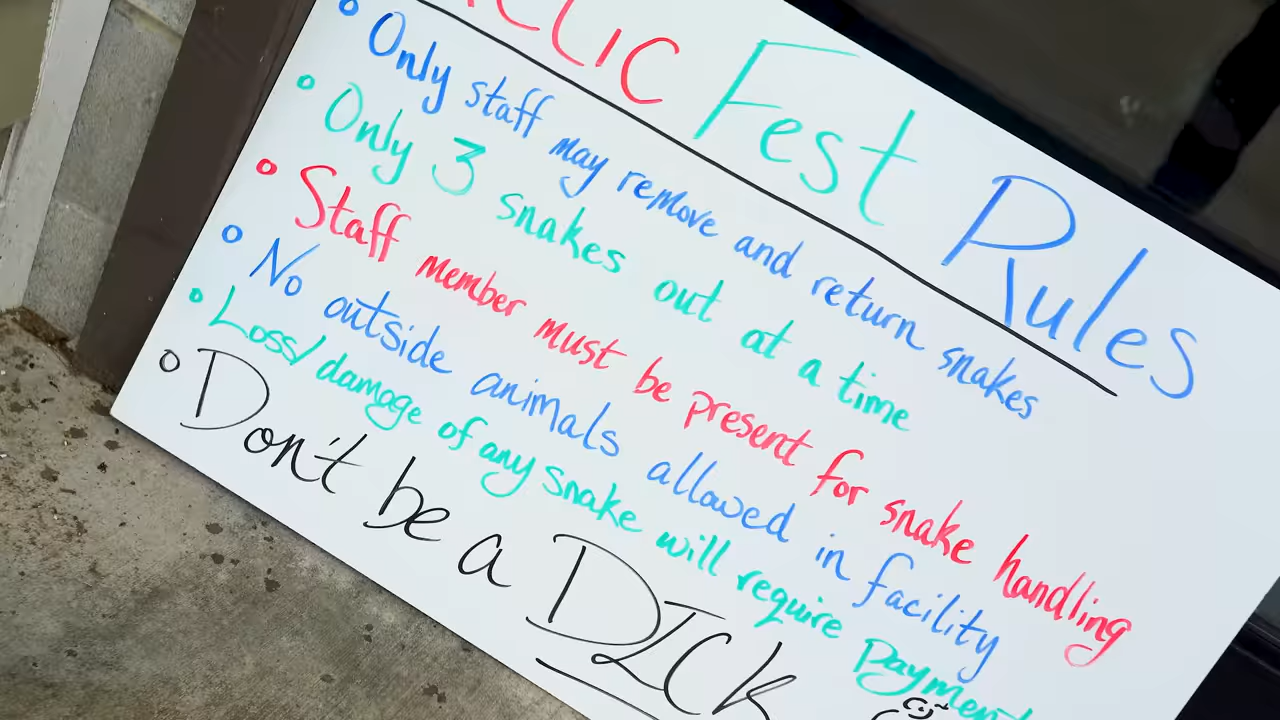 Fest Rules
Only staff may remove and return snakes
Only 3 snakes out at a time
Staff member must be present for snake handling
No outside animals allowed in facility
Loss/damage of any snake will require Payment
Don't be a DICK